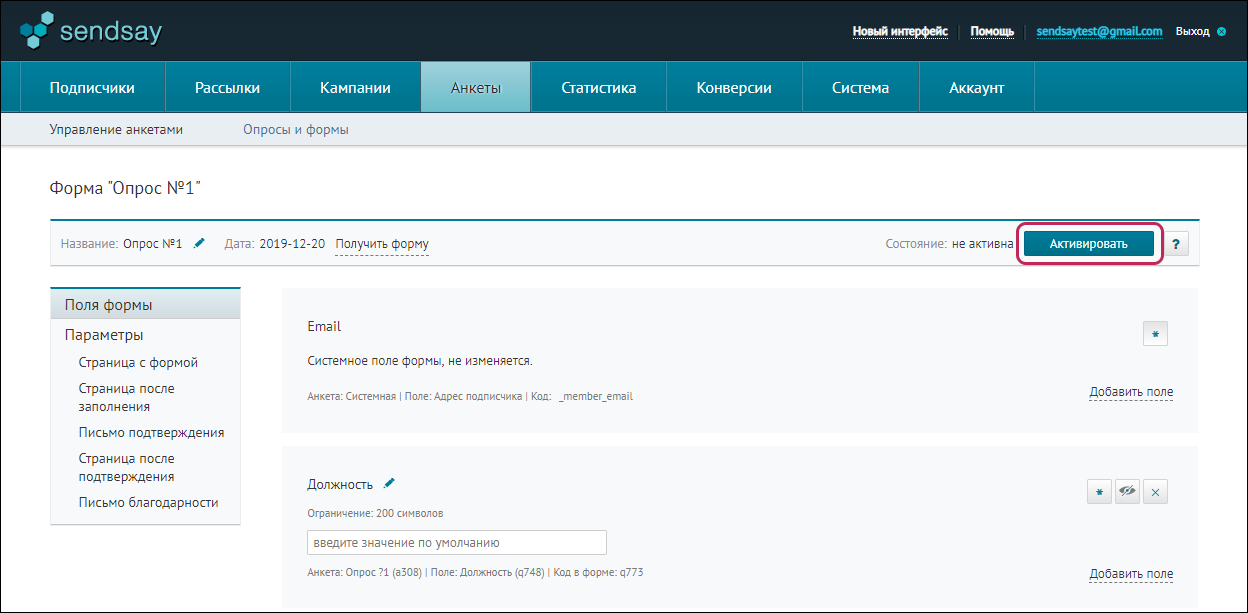 sendsay
Новый интерфейс Помощь sendsaytest@gmail.com Выход
Подписчики Рассылки Кампании Анкеты Статистика Конверсии Система Аккаунт
Управление анкетами Опросы и формы
Форма "Опрос №1"
Название: Опрос №1 Дата: 2019-12-20 Получить форму Состояние: не активна Активировать ?
Поля формы
Параметры
Страница с формой
Страница после
заполнения
Письмо подтверждения
Страница после
подтверждения
Письмо благодарности
Email
*
Системное поле формы, не изменяется.
Анкета: Системная | Поле: Адрес подписчика | Код: _member_email
Добавить поле
Должность
*
Ограничение: 200 символов
введите значение по умолчанию
Анкета: Опрос ?1 (a308) | Поле: Должность (q748) | Код в форме: q773
Добавить поле